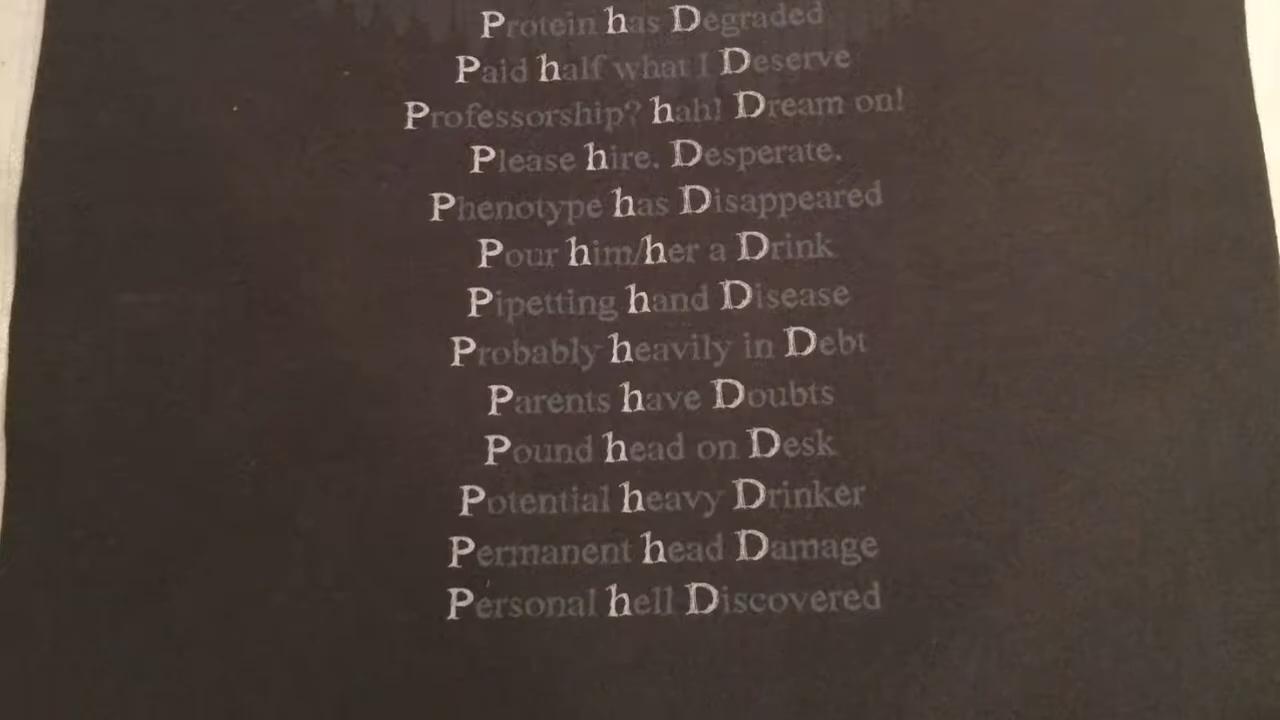 Protein has Degraded
Paid half what I Deserve
Professorship? hah! Dream on!
Please hire. Desperate.
Phenotype has Disappeared
Pour him/her a Drink
Pipetting hand Disease
Probably heavily in Debt
Parents have Doubts
Pound head on Desk
Potential heavy Drinker
Permanent head Damage
Personal hell Discovered